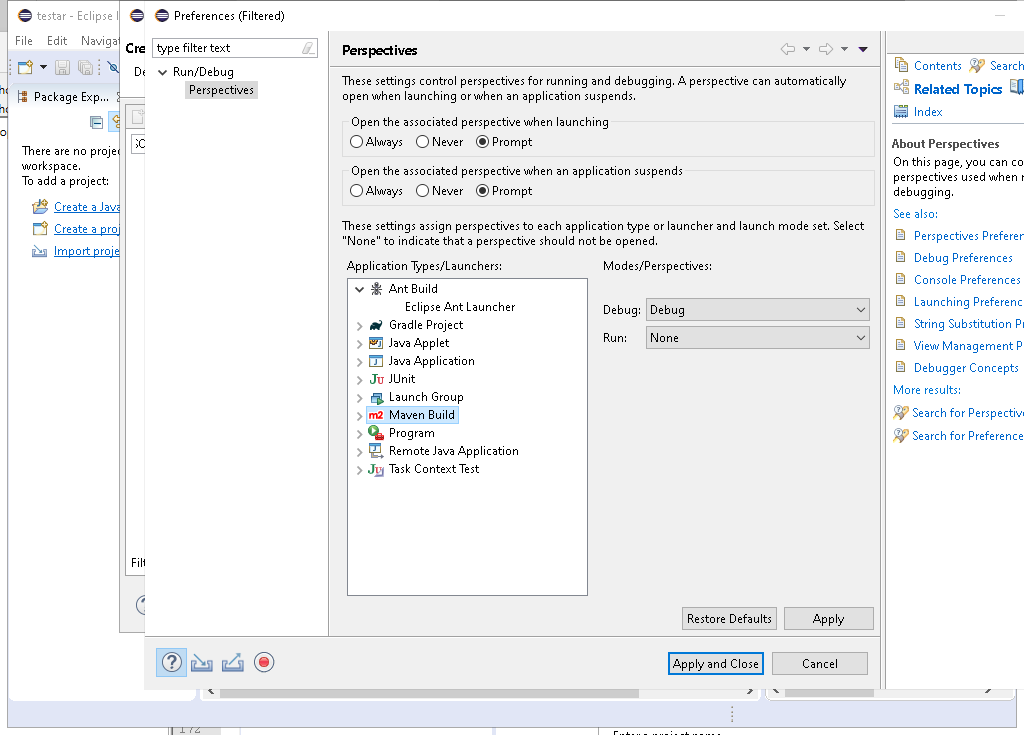 testar - Eclipse I
Preferences (Filtered)
File Edit Navigat
Package Exp...
There are no projec
workspace.
To add a project:
Create a Java
Create a proj
Import proje
Cre
De
Filt
type filter text
Run/Debug
Perspectives
Perspectives
These settings control perspectives for running and debugging. A perspective can automatically
open when launching or when an application suspends.
Open the associated perspective when launching
Always Never Prompt
Open the associated perspective when an application suspends
Always Never Prompt
These settings assign perspectives to each application type or launcher and launch mode set. Select
"None" to indicate that a perspective should not be opened.
Application Types/Launchers:
Modes/Perspectives:
Ant Build
Eclipse Ant Launcher
Gradle Project
Java Applet
Java Application
JUnit
Launch Group
m2 Maven Build
Program
Remote Java Application
Task Context Test
Debug: Debug
Run: None
Restore Defaults Apply
Apply and Close Cancel
Contents Search
Related Topics
Index
About Perspectives
On this page, you can co
perspectives used when r
debugging.
See also:
Perspectives Preferen
Debug Preferences
Console Preferences
Launching Preferenc
String Substitution Pr
View Management P
Debugger Concepts
More results:
Search for Perspective
Search for Preference
172
Enter a project name